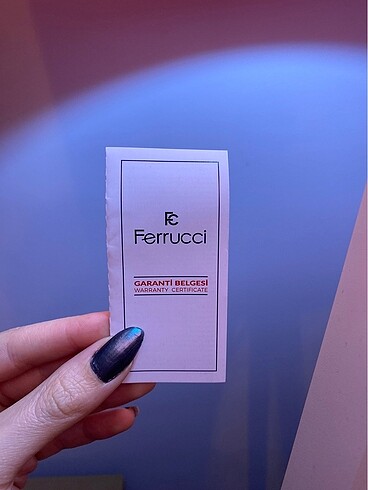 FC
Ferrucci
GARANTİ BELGESİ
WARRANTY CERTIFICATE